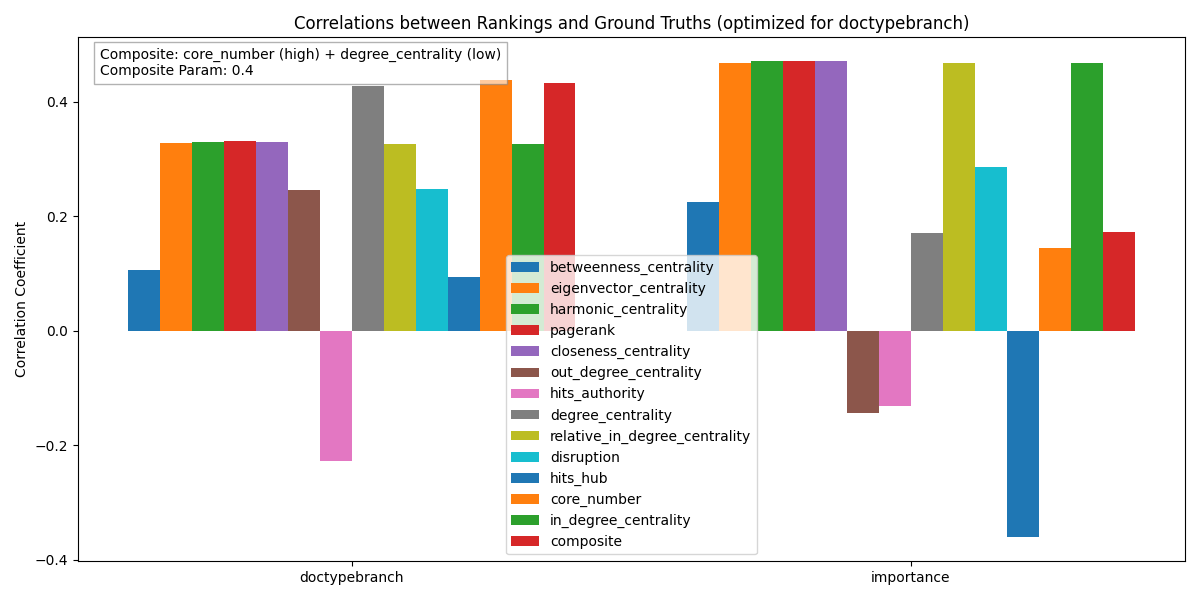 Correlations between Rankings and Ground Truths (optimized for doctypebranch)
Composite: core_number (high) + degree_centrality (low)
Composite Param: 0.4
Correlation Coefficient
0.4
0.2
0.0
−0.2
−0.4
betweenness_centrality
eigenvector_centrality
harmonic_centrality
pagerank
closeness_centrality
out_degree_centrality
hits_authority
degree_centrality
relative_in_degree_centrality
disruption
hits_hub
core_number
in_degree_centrality
composite
doctypebranch
importance